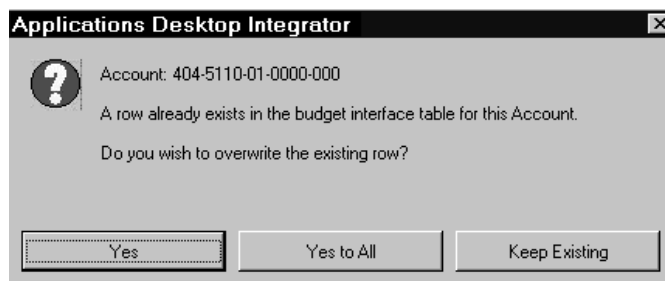 Applications Desktop Integrator
Account: 404-5110-01-0000-000
A row already exists in the budget interface table for this Account.
Do you wish to overwrite the existing row?
Yes
Yes to All
Keep Existing